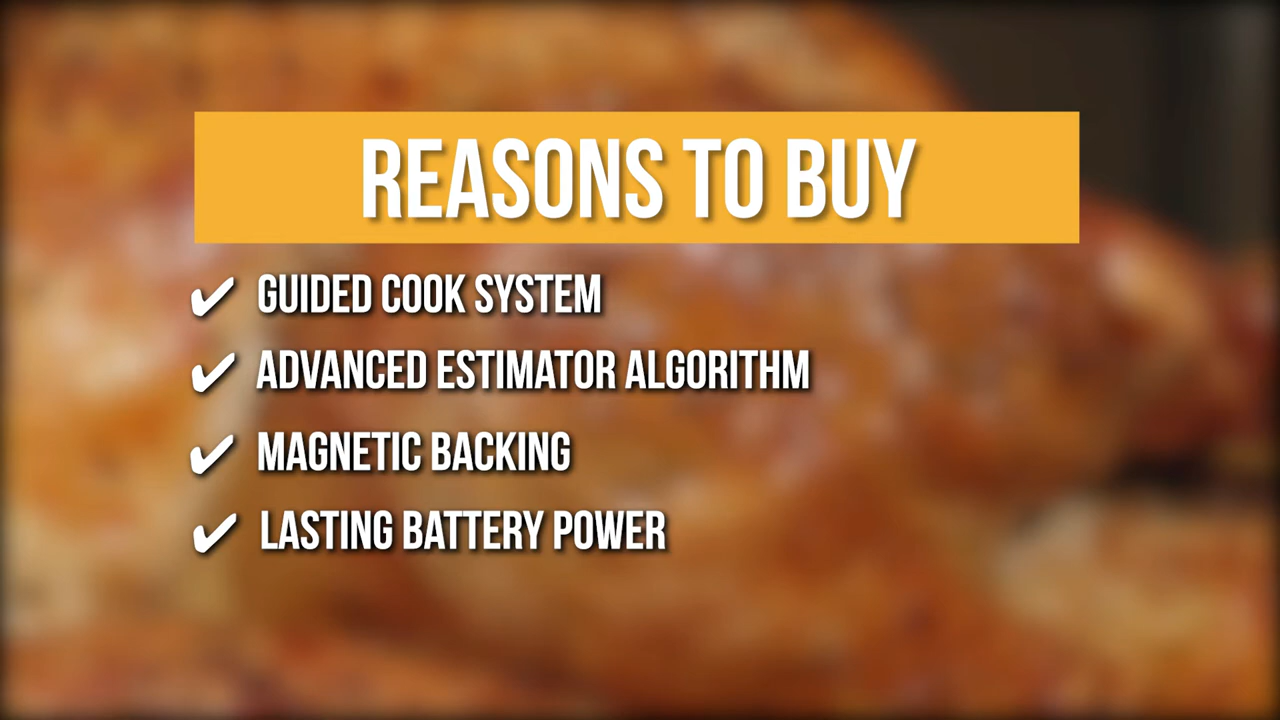 REASONS TO BUY
✔ GUIDED COOK SYSTEM
✔ ADVANCED ESTIMATOR ALGORITHM
✔ MAGNETIC BACKING
✔ LASTING BATTERY POWER